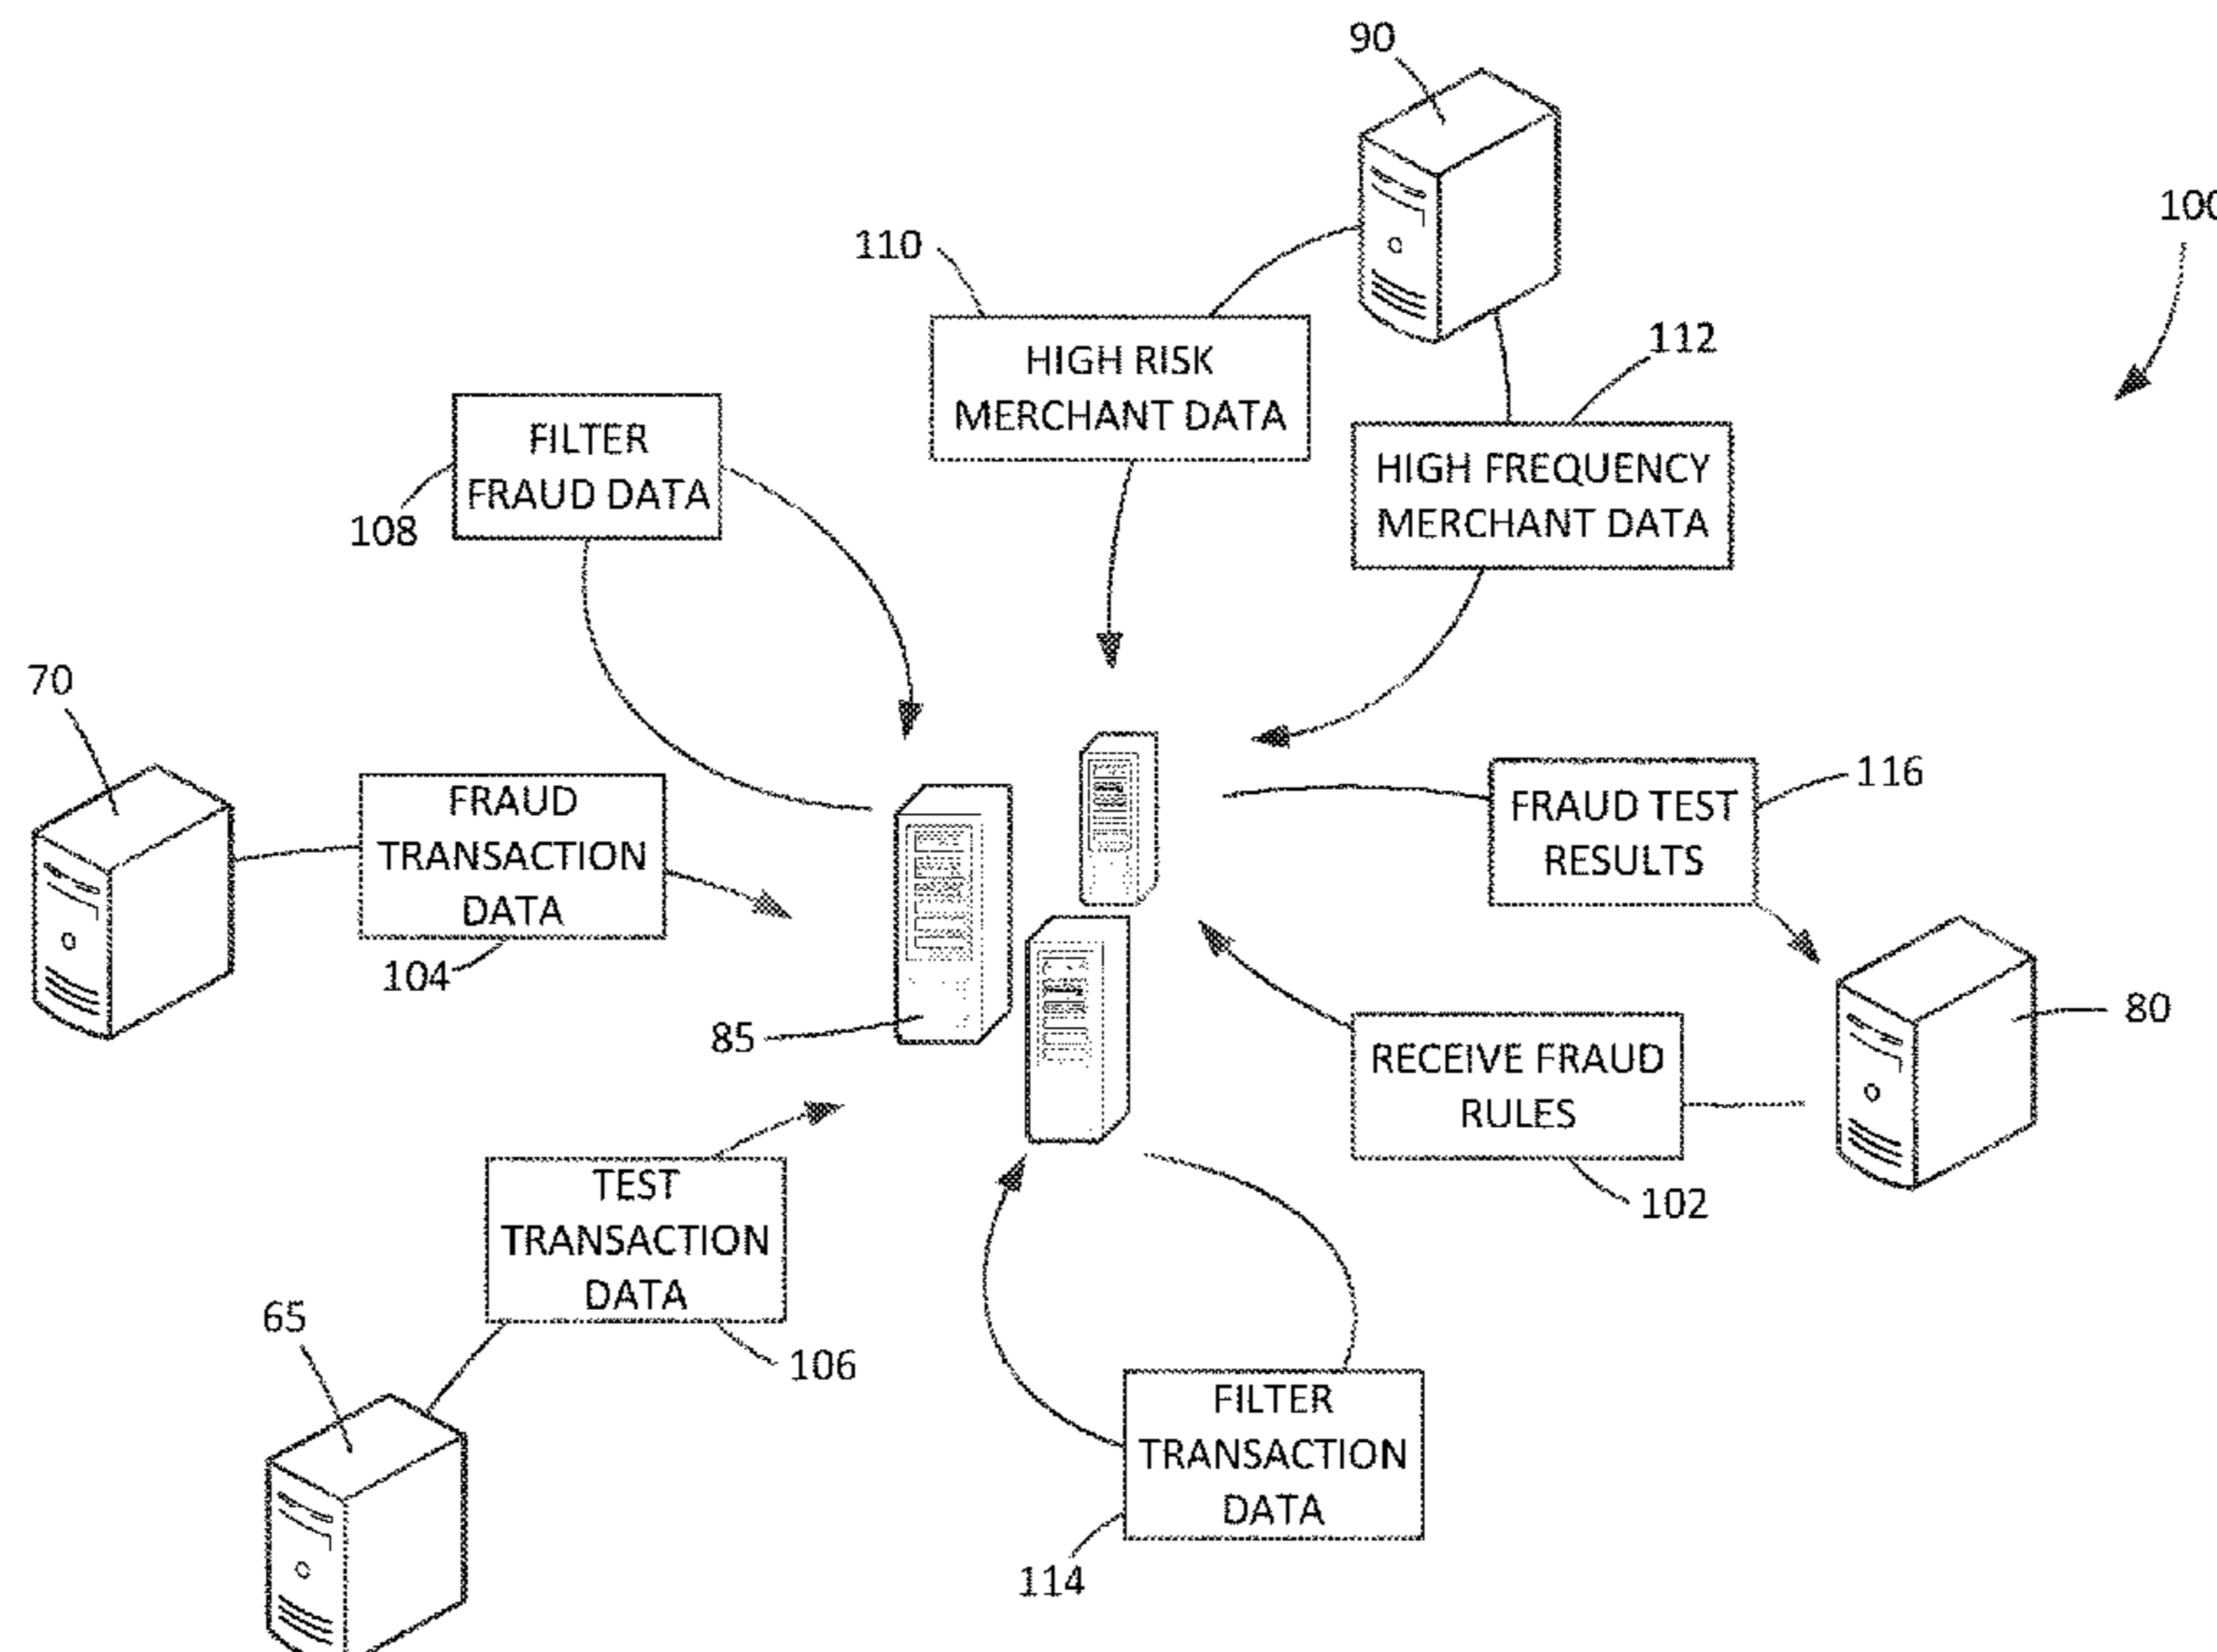 90
100
110
HIGH RISK
MERCHANT DATA
112
HIGH FREQUENCY
MERCHANT DATA
FILTER
FRAUD DATA
108
70
FRAUD
TRANSACTION
DATA
104
85
FRAUD TEST
RESULTS
116
80
RECEIVE FRAUD
RULES
102
TEST
TRANSACTION
DATA
106
65
FILTER
TRANSACTION
DATA
114